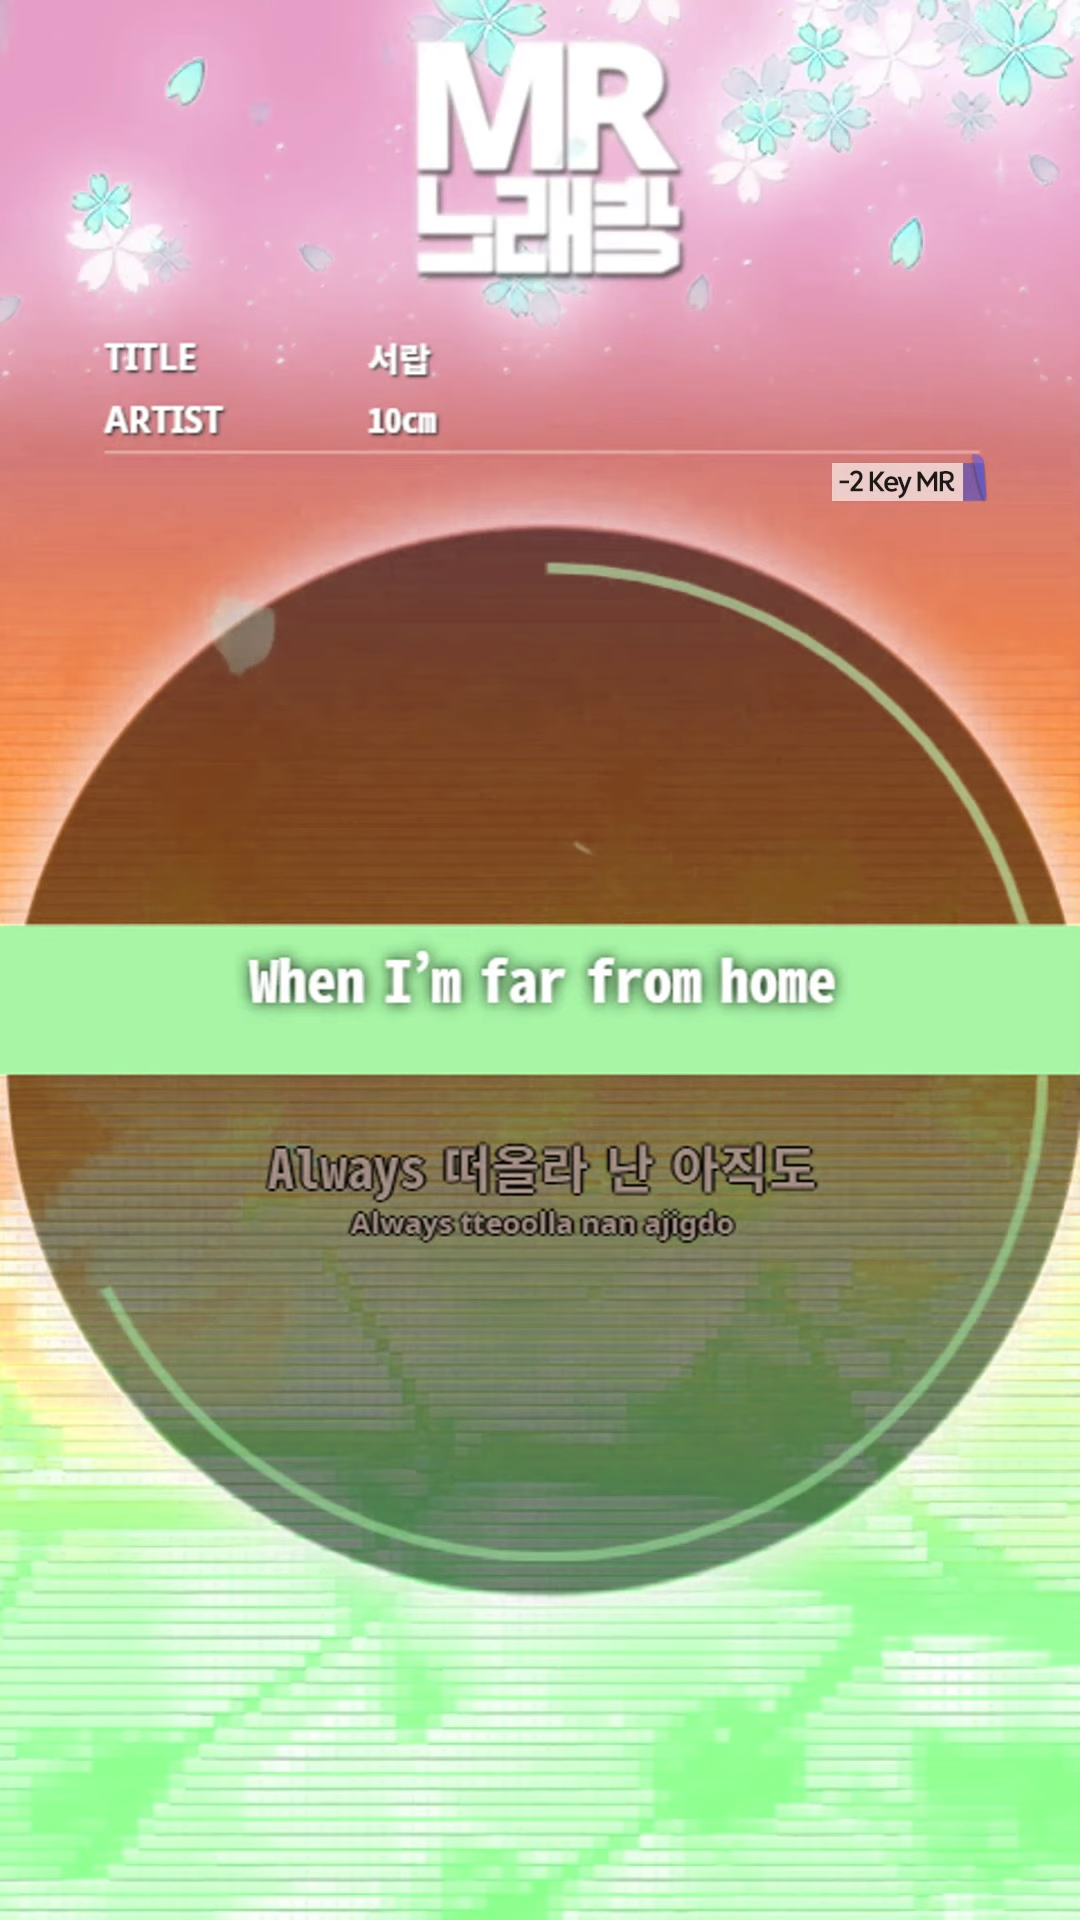 MR
노래방
TITLE 서랍
ARTIST 10cm
-2 Key MR
When I’m far from home
Always 떠올라 난 아직도
Always tteoolla nan ajigdo